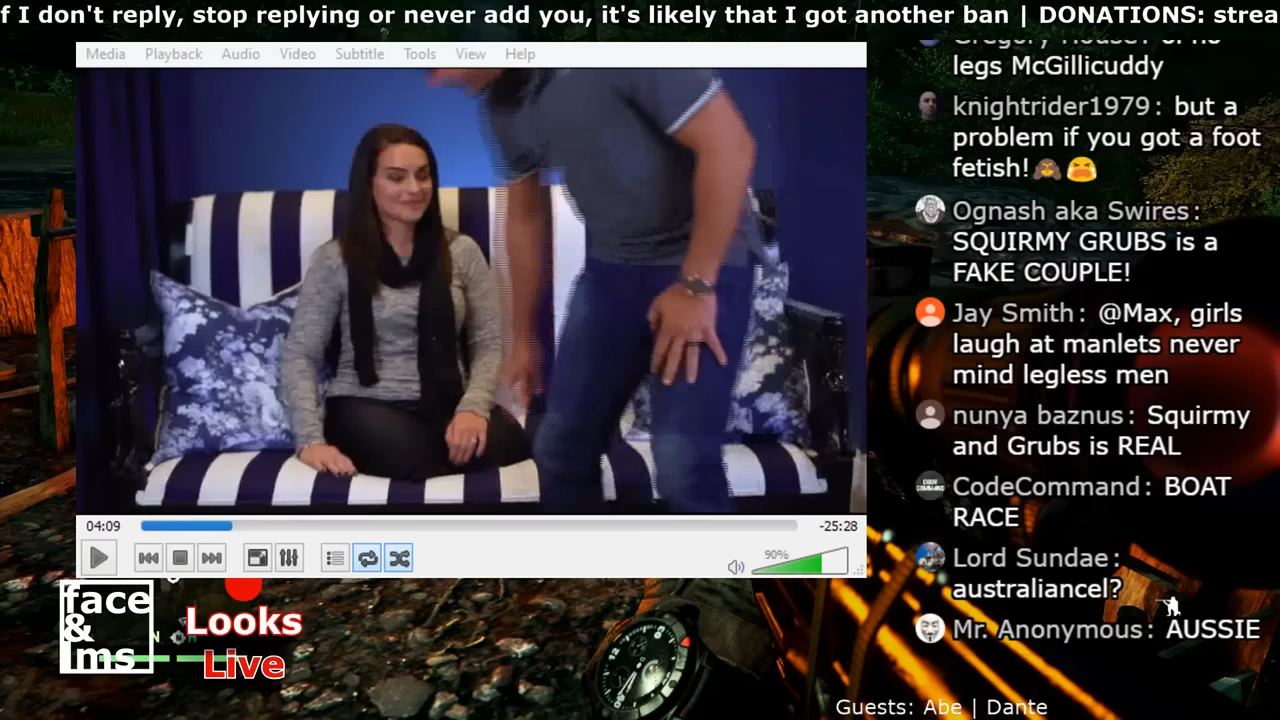 f I don't reply, stop replying or never add you, it's likely that I got another ban | DONATIONS: strea
Media Playback Audio Video Subtitle Tools View Help
04:09
-25:28
90%
face
&
lms
Looks
Live
legs McGillicuddy
knightrider1979: but a
problem if you got a foot
fetish!🙈😫
Ognash aka Swires:
SQUIRMY GRUBS is a
FAKE COUPLE!
Jay Smith: @Max, girls
laugh at manlets never
mind legless men
nunya baznus: Squirmy
and Grubs is REAL
CodeCommand: BOAT
RACE
Lord Sundae:
australiancel?
Mr. Anonymous: AUSSIE
Guests: Abe | Dante